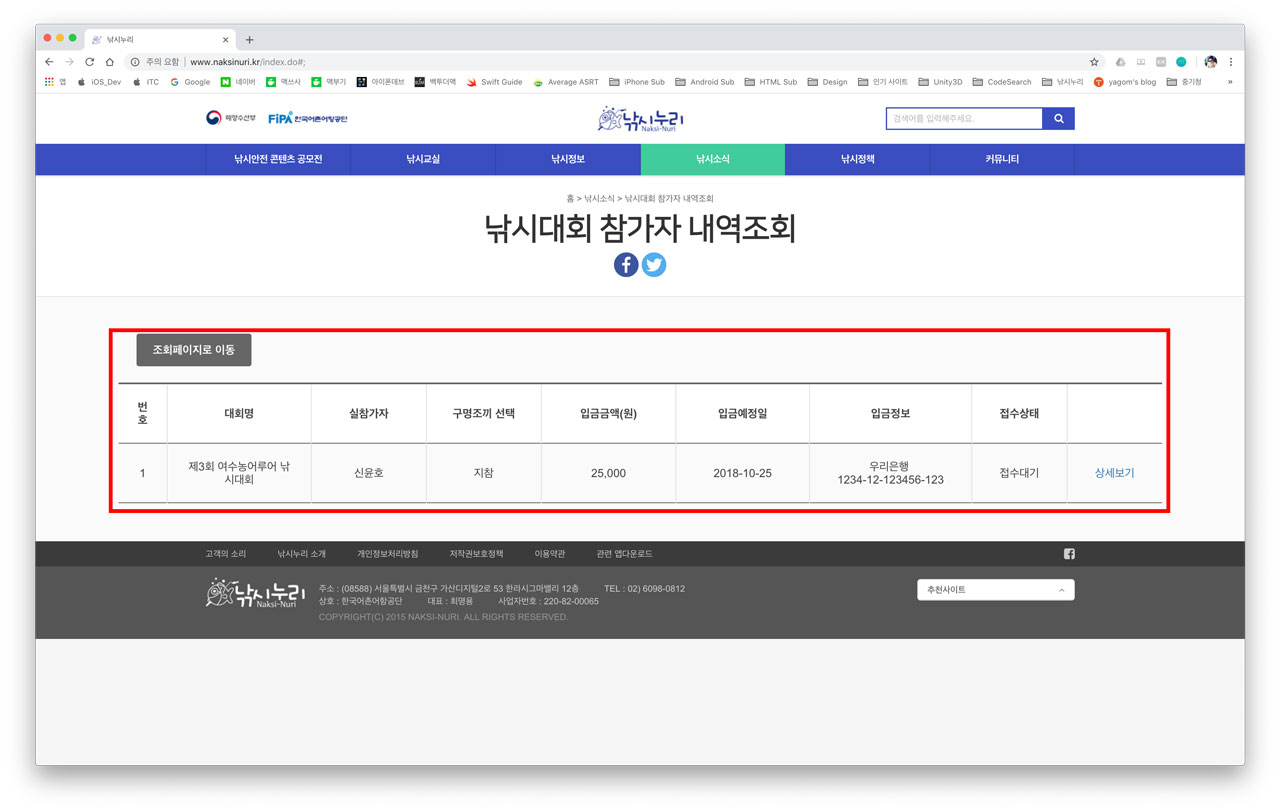 낚시누리
주의 요함 | www.naksinuri.kr/index.do#;
앱 iOS_Dev ITC Google 네이버 맥쓰사 맥부기 아이폰데브 백투더맥 Swift Guide Average ASRT iPhone Sub Android Sub HTML Sub Design 인기 사이트 Unity3D CodeSearch 낚시누리 yagom's blog 중기청 »
해양수산부 FiPA 한국어촌어항공단 낚시누리 Naksi-Nuri 검색어를 입력해주세요.
낚시안전 콘텐츠 공모전 낚시교실 낚시정보 낚시소식 낚시정책 커뮤니티
홈 > 낚시소식 > 낚시대회 참가자 내역조회
낚시대회 참가자 내역조회
조회페이지로 이동
번
호 대회명 실참가자 구명조끼 선택 입금금액(원) 입금예정일 입금정보 접수상태
1 제3회 여수농어루어 낚
시대회 신윤호 지참 25,000 2018-10-25 우리은행
1234-12-123456-123 접수대기 상세보기
고객의 소리 낚시누리 소개 개인정보처리방침 저작권보호정책 이용약관 관련 앱다운로드
낚시누리 Naksi-Nuri
주소 : (08588) 서울특별시 금천구 가산디지털2로 53 한라시그마밸리 12층 TEL : 02) 6098-0812
상호 : 한국어촌어항공단 대표 : 최명용 사업자번호 : 220-82-00065
COPYRIGHT(C) 2015 NAKSI-NURI. ALL RIGHTS RESERVED.
추천사이트